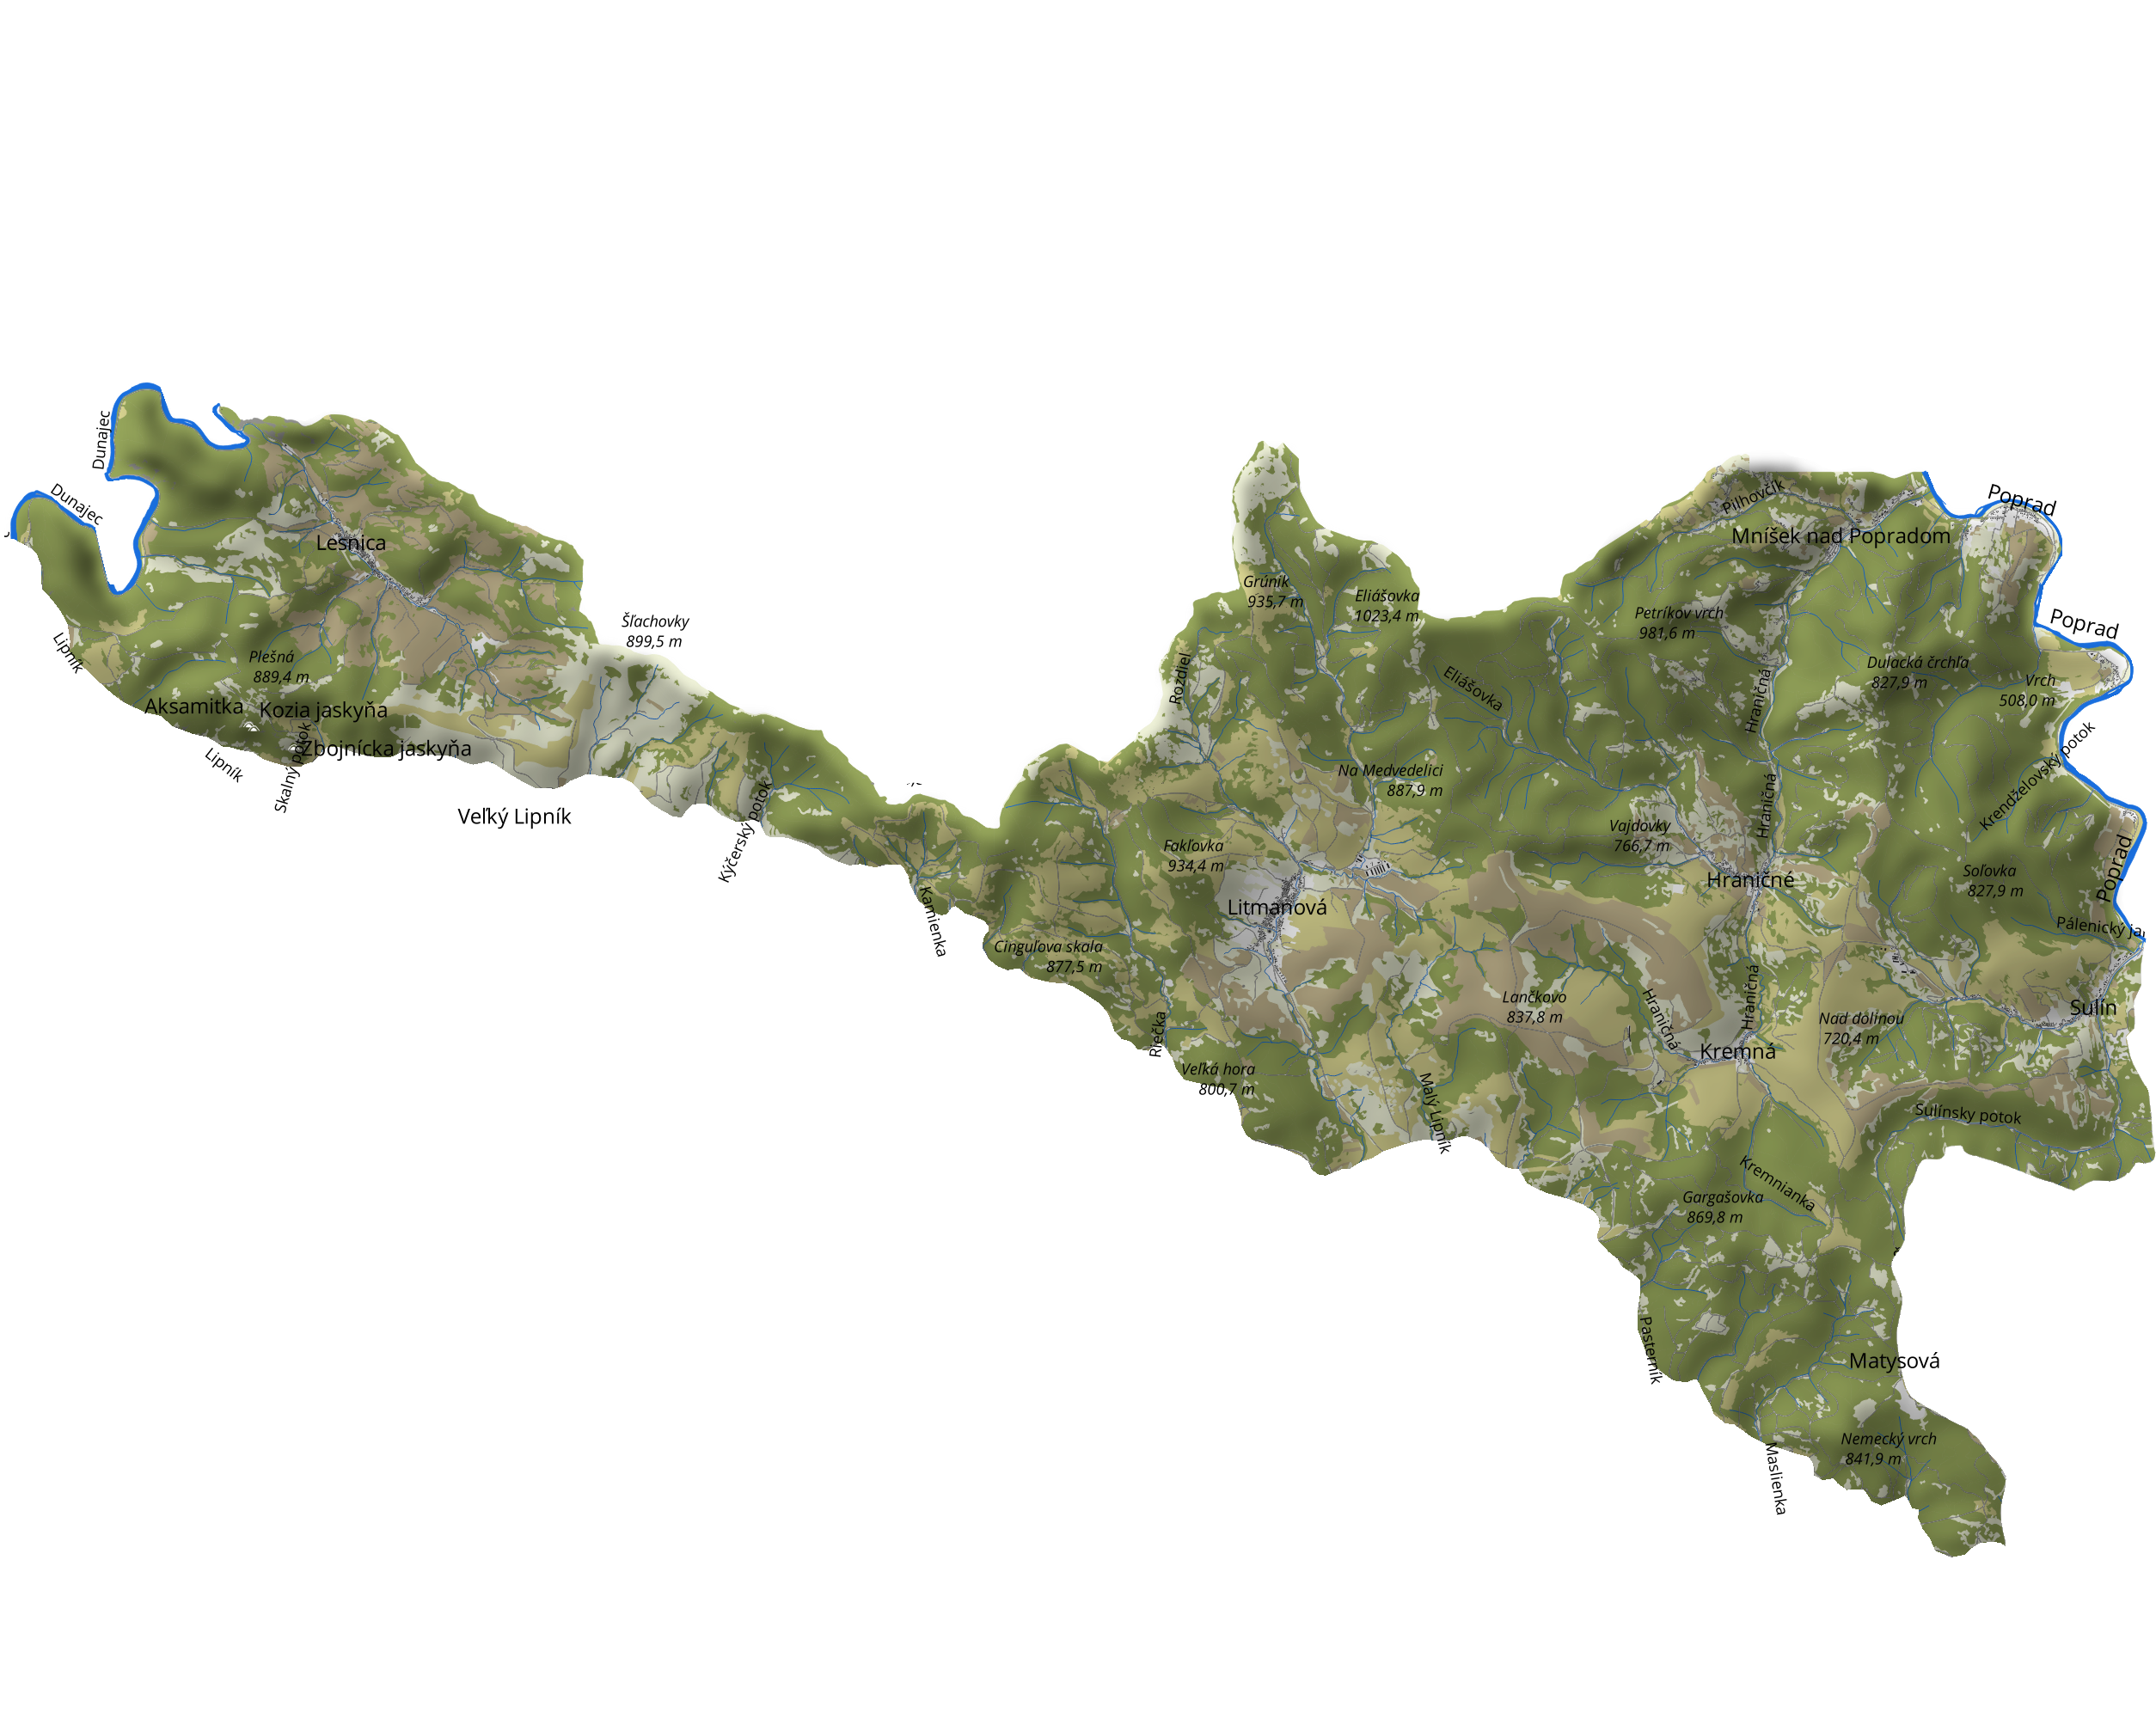 Dunajec
Dunajec
Poprad
Pilhovčík
Mníšek nad Popradom
Lesnica
Grúnik
935,7 m
Eliášovka
1023,4 m
Petríkov vrch
981,6 m
Poprad
Šľachovky
899,5 m
Lipník
Plešná
889,4 m
Rozdiel
Eliášovka
Hraničná
Dulacká črchľa
827,9 m
Vrch
508,0 m
Aksamitka
Kozia jaskyňa
Zbojnícka jaskyňa
Lipník
Skalný potok
Veľký Lipník
Kýčerský potok
Na Medvedelici
887,9 m
Krendželovský potok
Hraničná
Vajdovky
766,7 m
Fakľovka
934,4 m
Hraničné
Soľovka
827,9 m
Poprad
Litmanová
Kamienka
Cinguľova skala
877,5 m
Pálenický ja
Lančkovo
837,8 m
Hraničná
Hraničná
Nad dolinou
720,4 m
Sulín
Riečka
Kremná
Veľká hora
800,7 m
Malý Lipník
Sulínsky potok
Kremnianka
Gargašovka
869,8 m
Pasterník
Matysová
Nemecký vrch
841,9 m
Maslienka